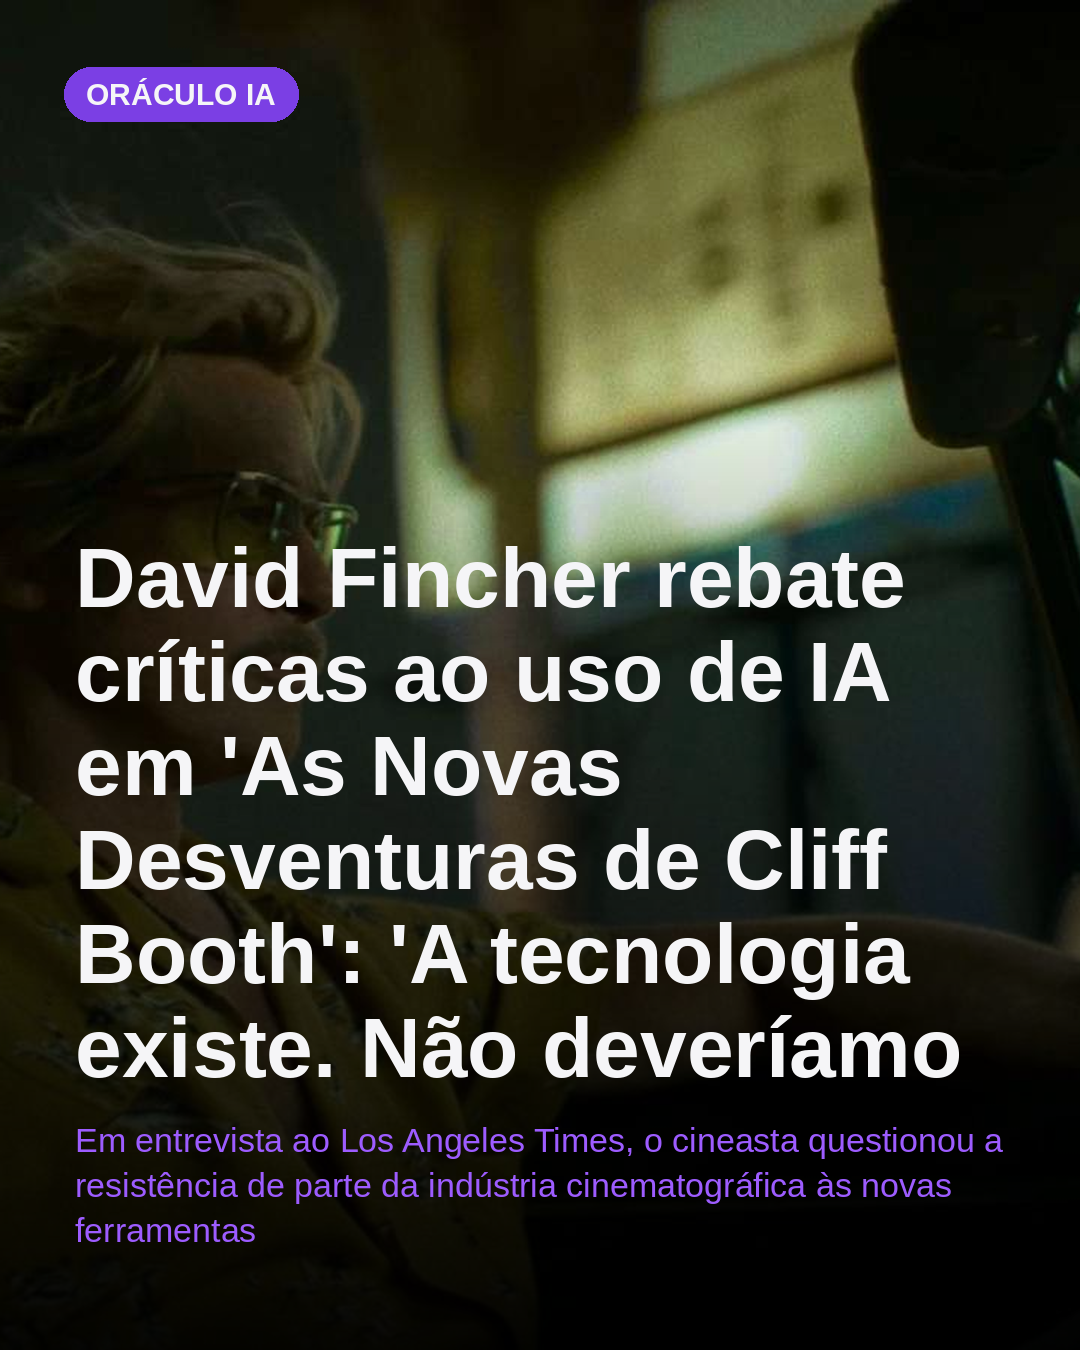 ORÁCULO IA
David Fincher rebate
críticas ao uso de IA
em 'As Novas
Desventuras de Cliff
Booth': 'A tecnologia
existe. Não deveríamo
Em entrevista ao Los Angeles Times, o cineasta questionou a
resistência de parte da indústria cinematográfica às novas
ferramentas